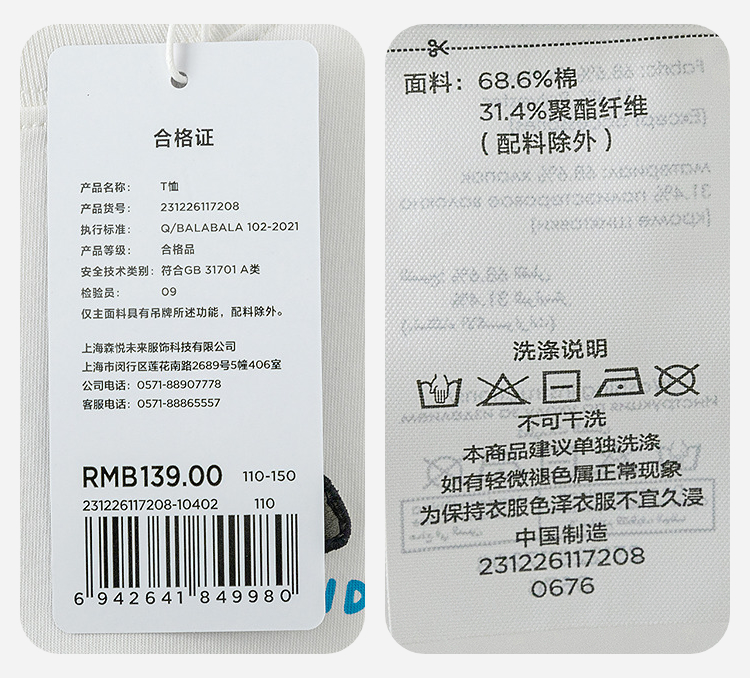 合格证
产品名称： T恤
产品货号： 231226117208
执行标准： Q/BALABALA 102-2021
产品等级： 合格品
安全技术类别：符合GB 31701 A类
检验员： 09
仅主面料具有吊牌所述功能，配料除外。
上海森悦未来服饰科技有限公司
上海市闵行区莲花南路2689号5幢406室
公司电话：0571-88907778
客服电话：0571-88865557
RMB139.00 110-150
231226117208-10402 110
6 942641 849980
面料：68.6%棉
31.4%聚酯纤维
（配料除外）
洗涤说明
不可干洗
本商品建议单独洗涤
如有轻微褪色属正常现象
为保持衣服色泽衣服不宜久浸
中国制造
231226117208
0676